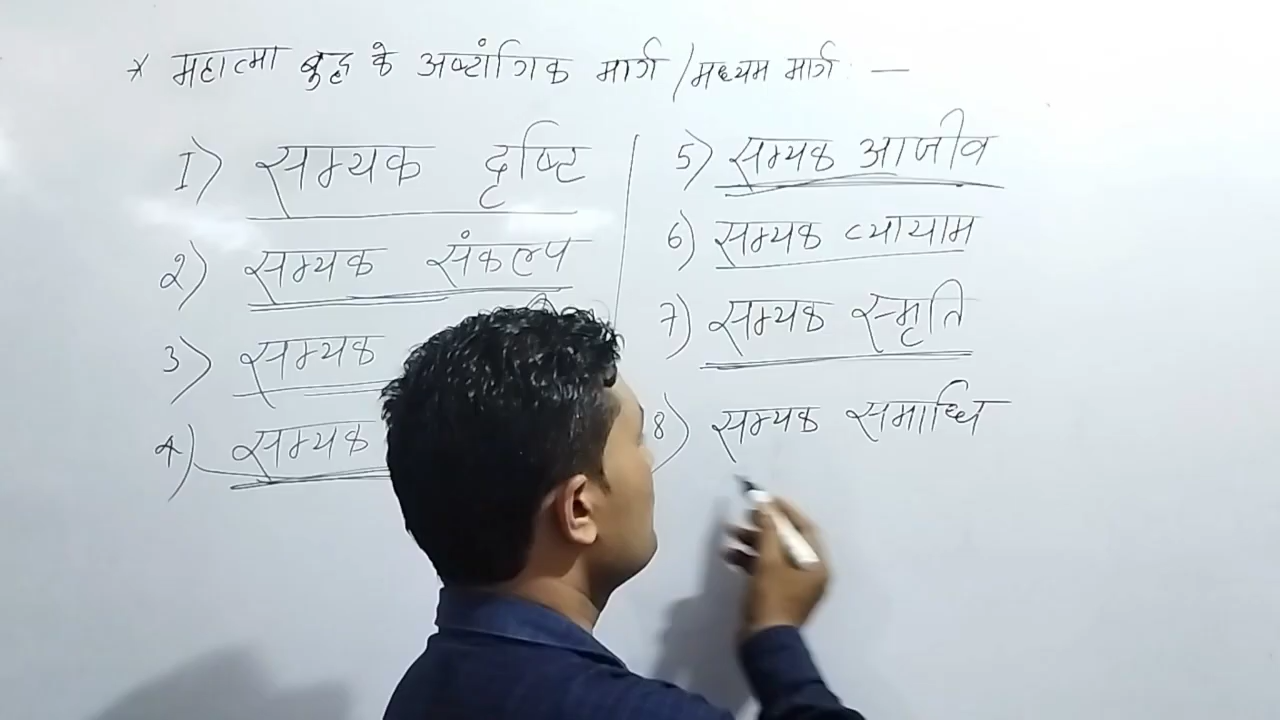 * महात्मा बुद्ध के अष्टांगिक मार्ग / मध्यम मार्ग : —
1) सम्यक दृष्टि
2) सम्यक संकल्प
3) सम्यक
4) सम्यक
5) सम्यक आजीव
6) सम्यक व्यायाम
7) सम्यक स्मृति
8) सम्यक समाधि